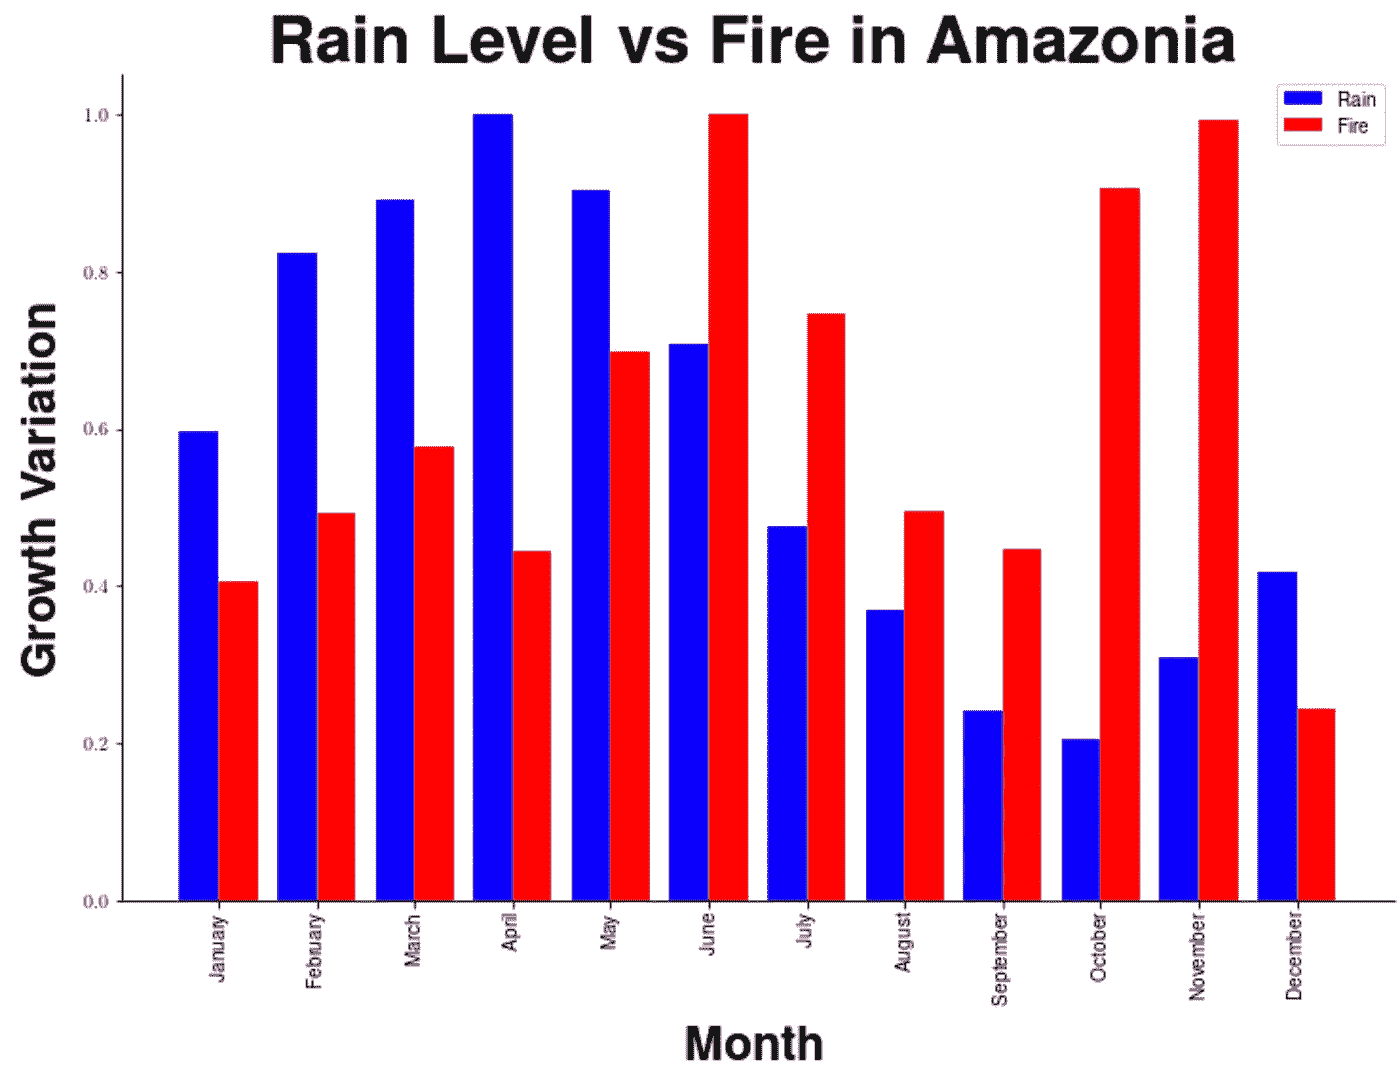 Rain Level vs Fire in Amazonia
Rain
Fire
Growth Variation
1.0
0.8
0.6
0.4
0.2
0.0
January
February
March
April
May
June
July
August
September
October
November
December
Month